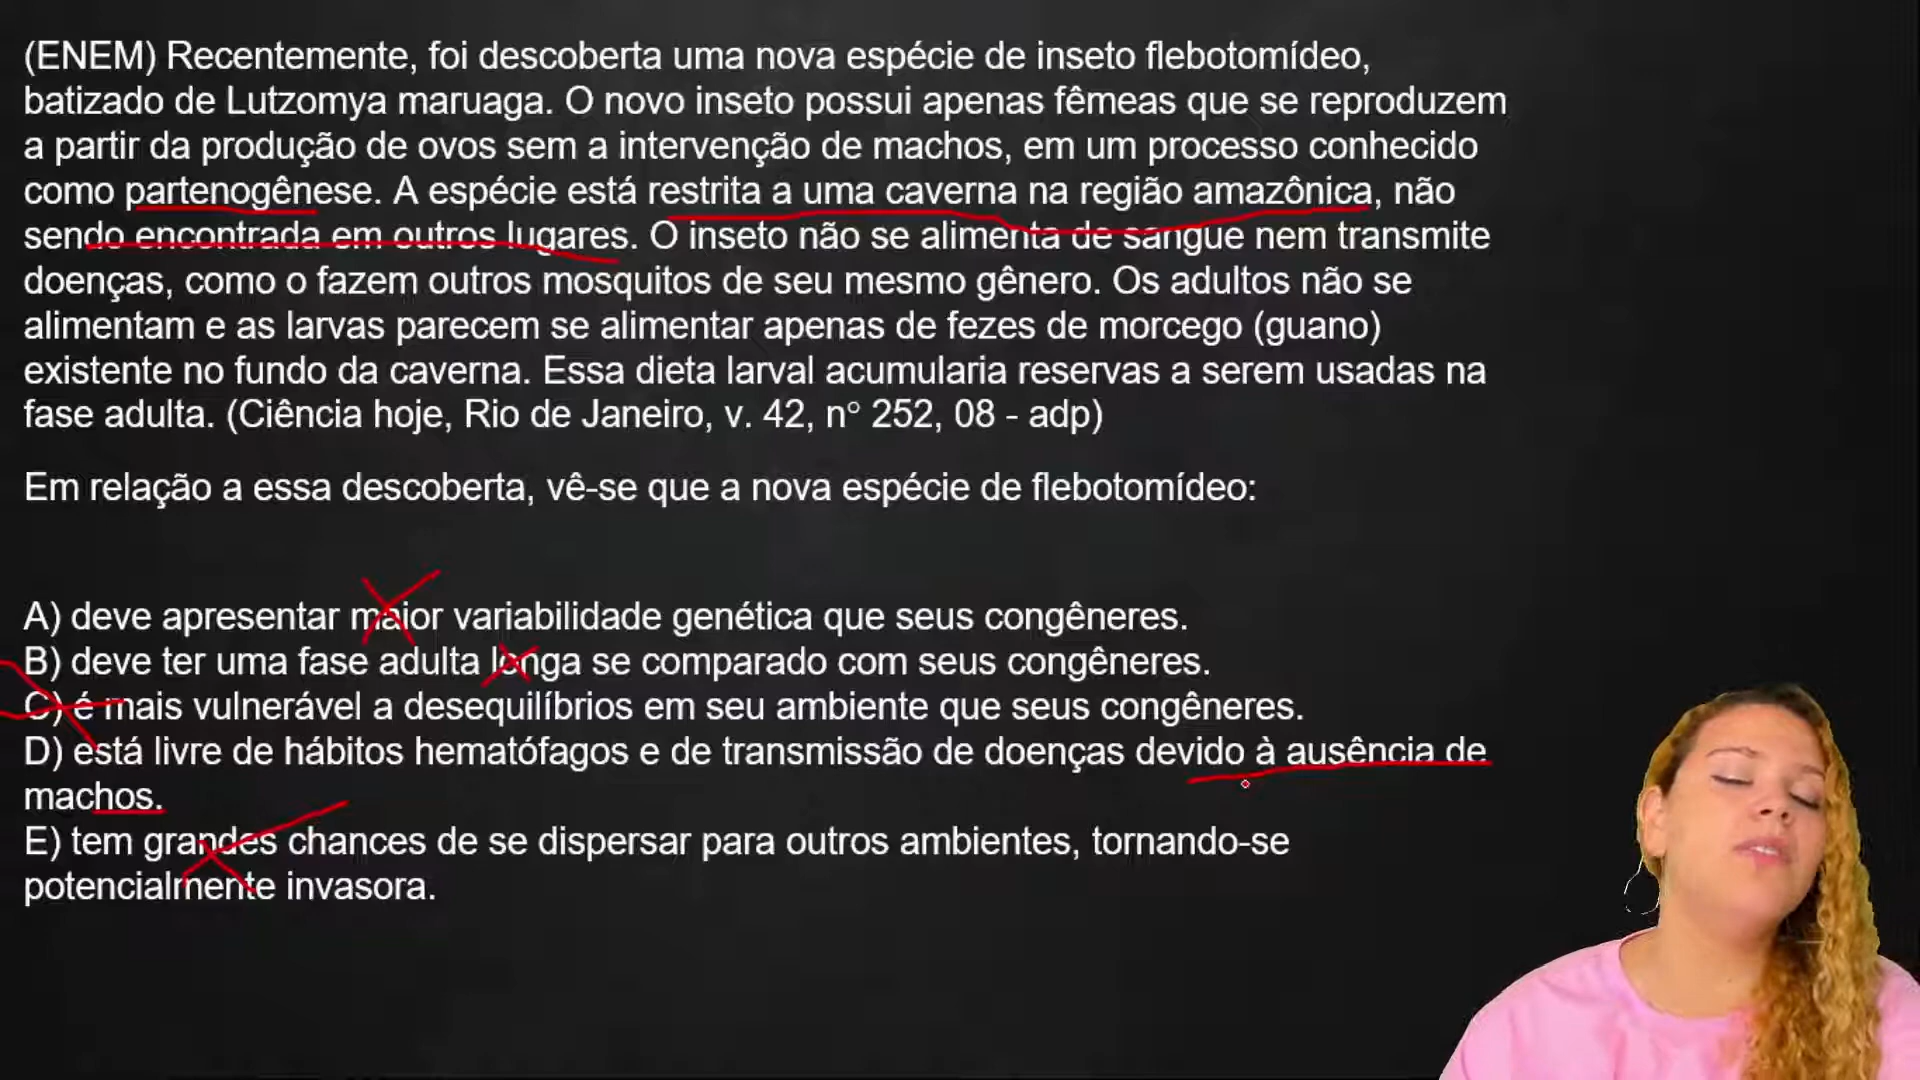 (ENEM) Recentemente, foi descoberta uma nova espécie de inseto flebotomídeo,
batizado de Lutzomya maruaga. O novo inseto possui apenas fêmeas que se reproduzem
a partir da produção de ovos sem a intervenção de machos, em um processo conhecido
como partenogênese. A espécie está restrita a uma caverna na região amazônica, não
sendo encontrada em outros lugares. O inseto não se alimenta de sangue nem transmite
doenças, como o fazem outros mosquitos de seu mesmo gênero. Os adultos não se
alimentam e as larvas parecem se alimentar apenas de fezes de morcego (guano)
existente no fundo da caverna. Essa dieta larval acumularia reservas a serem usadas na
fase adulta. (Ciência hoje, Rio de Janeiro, v. 42, nº 252, 08 - adp)
Em relação a essa descoberta, vê-se que a nova espécie de flebotomídeo:
A) deve apresentar maior variabilidade genética que seus congêneres.
B) deve ter uma fase adulta longa se comparado com seus congêneres.
C) é mais vulnerável a desequilíbrios em seu ambiente que seus congêneres.
D) está livre de hábitos hematófagos e de transmissão de doenças devido à ausência de
machos.
E) tem grandes chances de se dispersar para outros ambientes, tornando-se
potencialmente invasora.